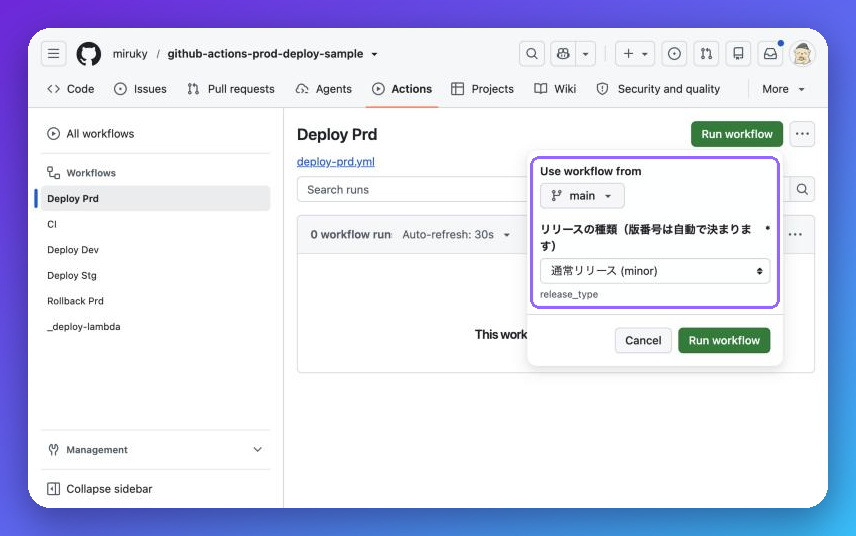 miruky / github-actions-prod-deploy-sample
Code Issues Pull requests Agents Actions Projects Wiki Security and quality More
All workflows
Workflows
Deploy Prd
CI
Deploy Dev
Deploy Stg
Rollback Prd
_deploy-lambda
Management
Collapse sidebar
Deploy Prd
Run workflow
deploy-prd.yml
Search runs
0 workflow run
Auto-refresh: 30s
This work
Use workflow from
main
リリースの種類（版番号は自動で決まりま *
す）
通常リリース (minor)
release_type
Cancel Run workflow